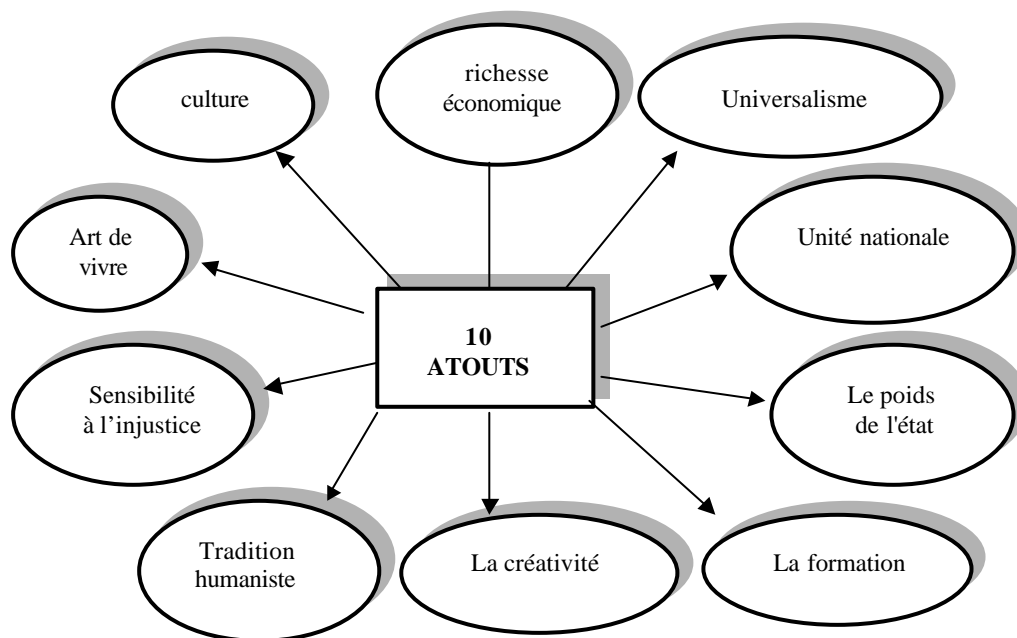 culture
richesse
économique
Universalisme
Art de
vivre
Unité nationale
10
ATOUTS
Sensibilité
à l’injustice
Le poids
de l'état
Tradition
humaniste
La créativité
La formation